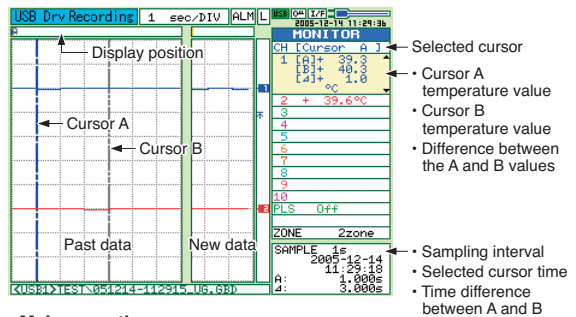 USB Drv Recording 1 sec/DIV ALM L USB I/F
2005-12-14 11:29:36
A
MONITOR
Display position
CH [Cursor A ]
Selected cursor
1 [A]+ 39.3
[B]+ 40.3
[⊿]+ 1.0
°C
• Cursor A
temperature value
• Cursor B
temperature value
• Difference between
the A and B values
1
2 + 39.6°C
3
4
5
6
7
8
9
10
Cursor A
Cursor B
2
PLS Off
ZONE 2zone
Past data
New data
SAMPLE 1s
2005-12-14
11:29:18
A: 1.000s
⊿: 3.000s
• Sampling interval
• Selected cursor time
• Time difference
between A and B
<USB1>TEST\051214-112915_UG.GBD